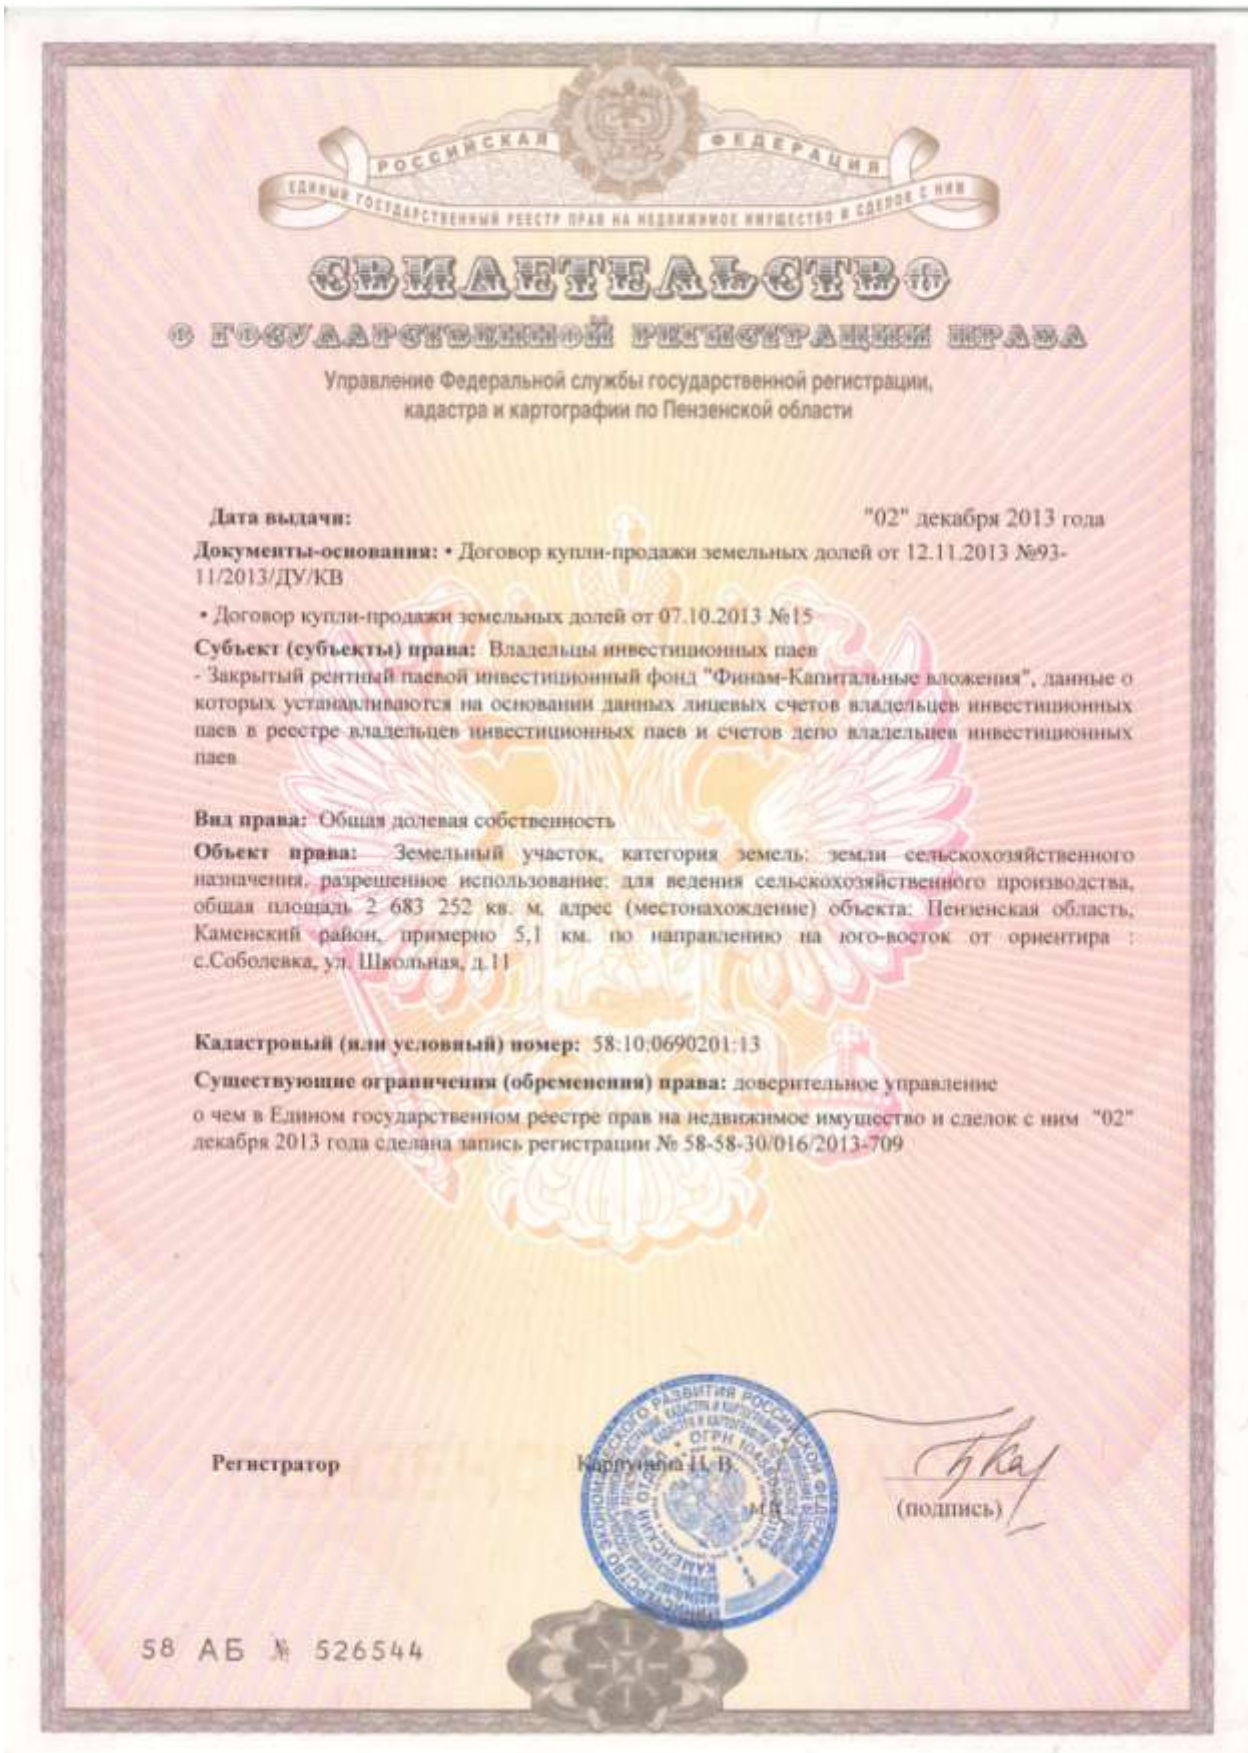 РОССИЙСКАЯ ФЕДЕРАЦИЯ
ЕДИНЫЙ ГОСУДАРСТВЕННЫЙ РЕЕСТР ПРАВ НА НЕДВИЖИМОЕ ИМУЩЕСТВО И СДЕЛОК С НИМ
СВИДЕТЕЛЬСТВО
О ГОСУДАРСТВЕННОЙ РЕГИСТРАЦИИ ПРАВА
Управление Федеральной службы государственной регистрации,
кадастра и картографии по Пензенской области
Дата выдачи: "02" декабря 2013 года
Документы-основания: • Договор купли-продажи земельных долей от 12.11.2013 №93-
11/2013/ДУ/КВ
• Договор купли-продажи земельных долей от 07.10.2013 №15
Субъект (субъекты) права: Владельцы инвестиционных паев
- Закрытый рентный паевой инвестиционный фонд "Финам-Капитальные вложения", данные о
которых устанавливаются на основании данных лицевых счетов владельцев инвестиционных
паев в реестре владельцев инвестиционных паев и счетов депо владельцев инвестиционных
паев
Вид права: Общая долевая собственность
Объект права: Земельный участок, категория земель: земли сельскохозяйственного
назначения, разрешенное использование: для ведения сельскохозяйственного производства,
общая площадь 2 683 252 кв. м, адрес (местонахождение) объекта: Пензенская область,
Каменский район, примерно 5,1 км. по направлению на юго-восток от ориентира :
с.Соболевка, ул. Школьная, д.11
Кадастровый (или условный) номер: 58:10:0690201:13
Существующие ограничения (обременения) права: доверительное управление
о чем в Едином государственном реестре прав на недвижимое имущество и сделок с ним "02"
декабря 2013 года сделана запись регистрации № 58-58-30/016/2013-709
Регистратор
М.П.
(подпись)
КАМЕНСКИЙ ОТДЕЛ
58 АБ № 526544